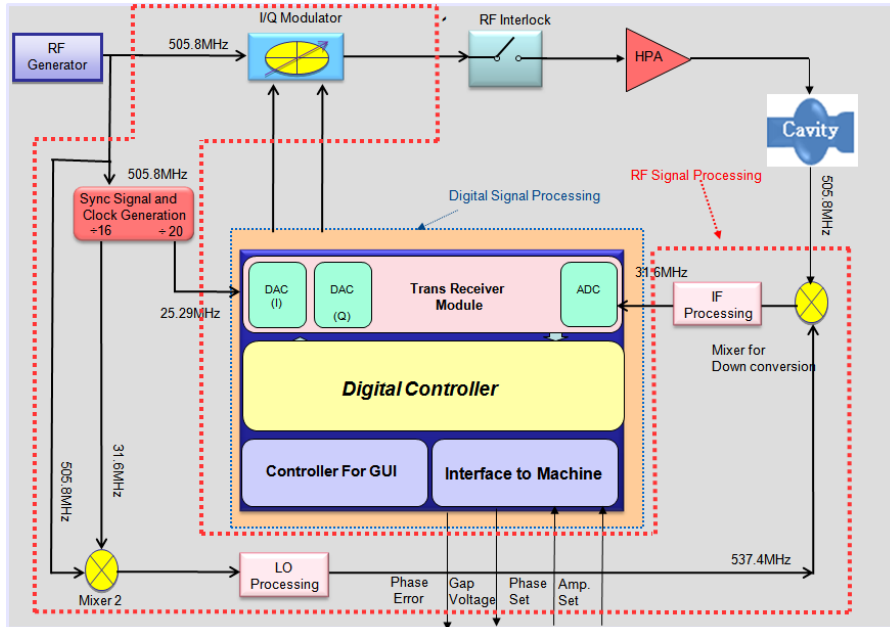 I/Q Modulator
RF Interlock
RF
Generator
505.8MHz
HPA
Cavity
505.8MHz
Sync Signal and
Clock Generation
÷16 ÷ 20
RF Signal Processing
Digital Signal Processing
505.8MHz
25.29MHz
DAC
(I)
DAC
(Q)
Trans Receiver
Module
ADC
31.6MHz
IF
Processing
Mixer for
Down conversion
Digital Controller
Controller For GUI
Interface to Machine
31.6MHz
505.8MHz
Mixer 2
LO
Processing
537.4MHz
Phase
Error
Gap
Voltage
Phase
Set
Amp.
Set